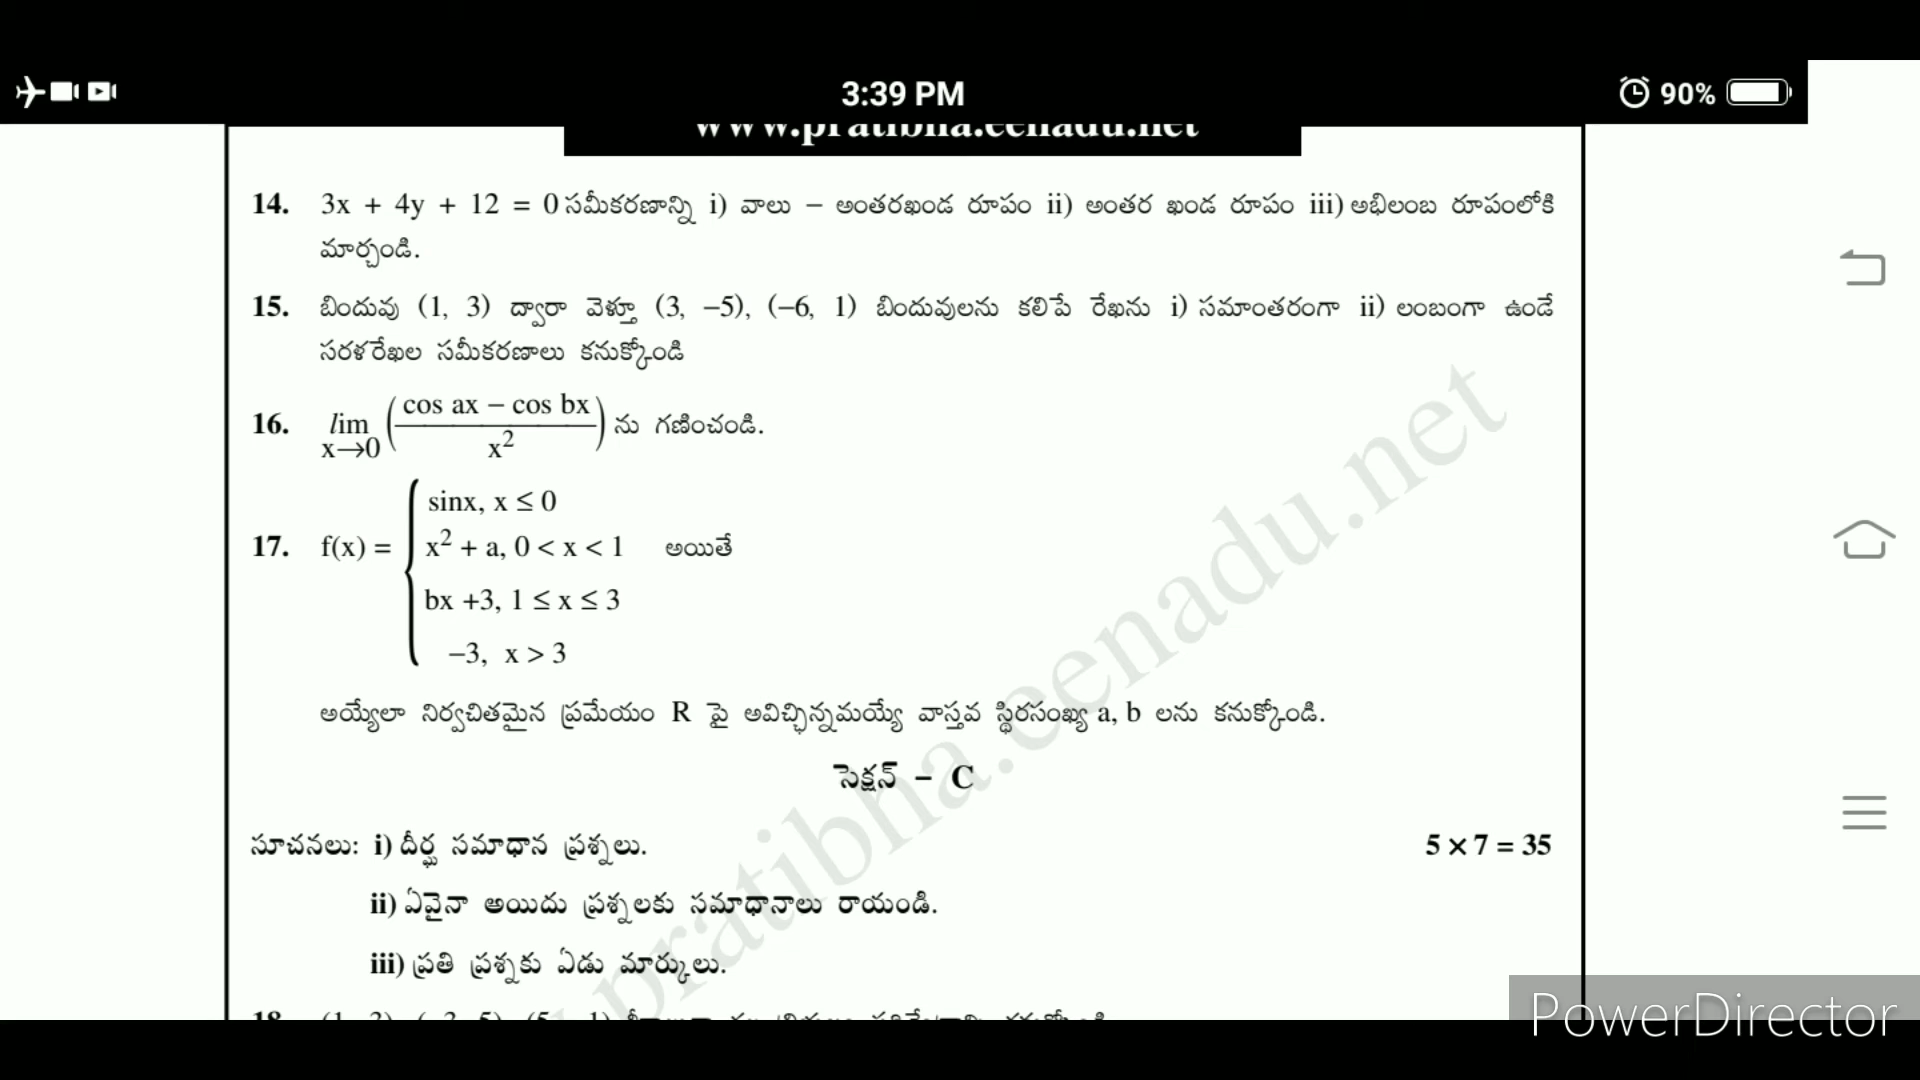 3:39 PM
90%
www.pratibha.eenadu.net
14. 3x + 4y + 12 = 0 సమీకరణాన్ని i) వాలు – అంతరఖండ రూపం ii) అంతర ఖండ రూపం iii) అభిలంబ రూపంలోకి
మార్చండి.
15. బిందువు (1, 3) ద్వారా వెళ్తూ (3, –5), (–6, 1) బిందువులను కలిపే రేఖను i) సమాంతరంగా ii) లంబంగా ఉండే
సరళరేఖల సమీకరణాలు కనుక్కోండి
16. lim x→0 (cos ax – cos bx / x²) ను గణించండి.
17. f(x) = { sinx, x ≤ 0
x² + a, 0 < x < 1 అయితే
bx +3, 1 ≤ x ≤ 3
–3, x > 3
అయ్యేలా నిర్వచితమైన ప్రమేయం R పై అవిచ్ఛిన్నమయ్యే వాస్తవ స్థిరసంఖ్య a, b లను కనుక్కోండి.
సెక్షన్ – C
సూచనలు: i) దీర్ఘ సమాధాన ప్రశ్నలు. 5 × 7 = 35
ii) ఏవైనా అయిదు ప్రశ్నలకు సమాధానాలు రాయండి.
iii) ప్రతి ప్రశ్నకు ఏడు మార్కులు.
pratibha.eenadu.net
PowerDirector